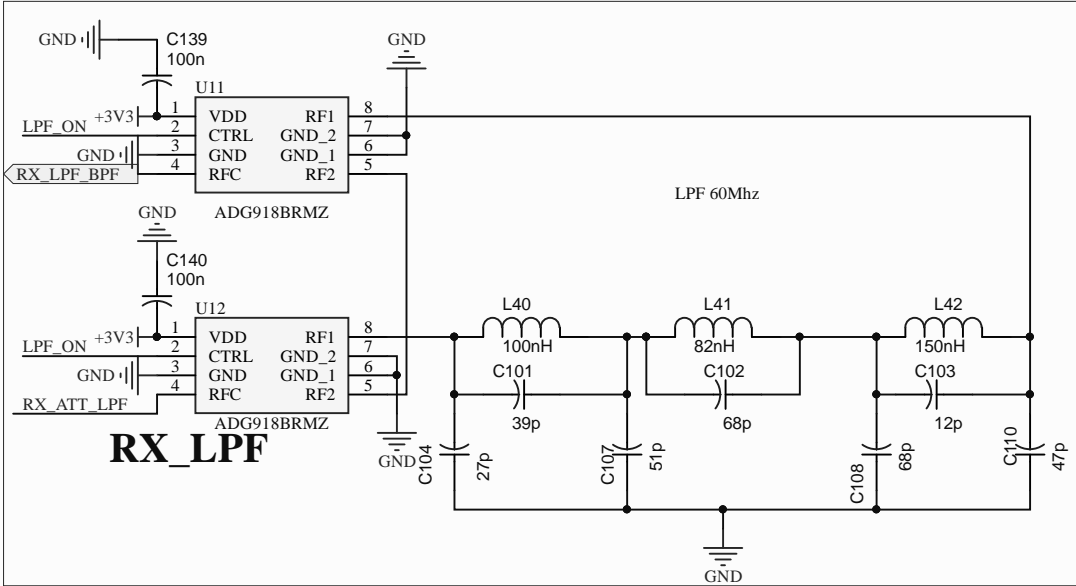 GND
C139
100n
U11
+3V3
1
VDD
RF1
8
LPF_ON
2
CTRL
GND_2
7
GND
3
GND
GND_1
6
RX_LPF_BPF
4
RFC
RF2
5
ADG918BRMZ
GND
LPF 60Mhz
GND
C140
100n
U12
+3V3
1
VDD
RF1
8
LPF_ON
2
CTRL
GND_2
7
GND
3
GND
GND_1
6
RX_ATT_LPF
4
RFC
RF2
5
ADG918BRMZ
RX_LPF
GND
L40
100nH
C101
39p
L41
82nH
C102
68p
L42
150nH
C103
12p
C104
27p
C107
51p
C108
68p
C110
47p
GND